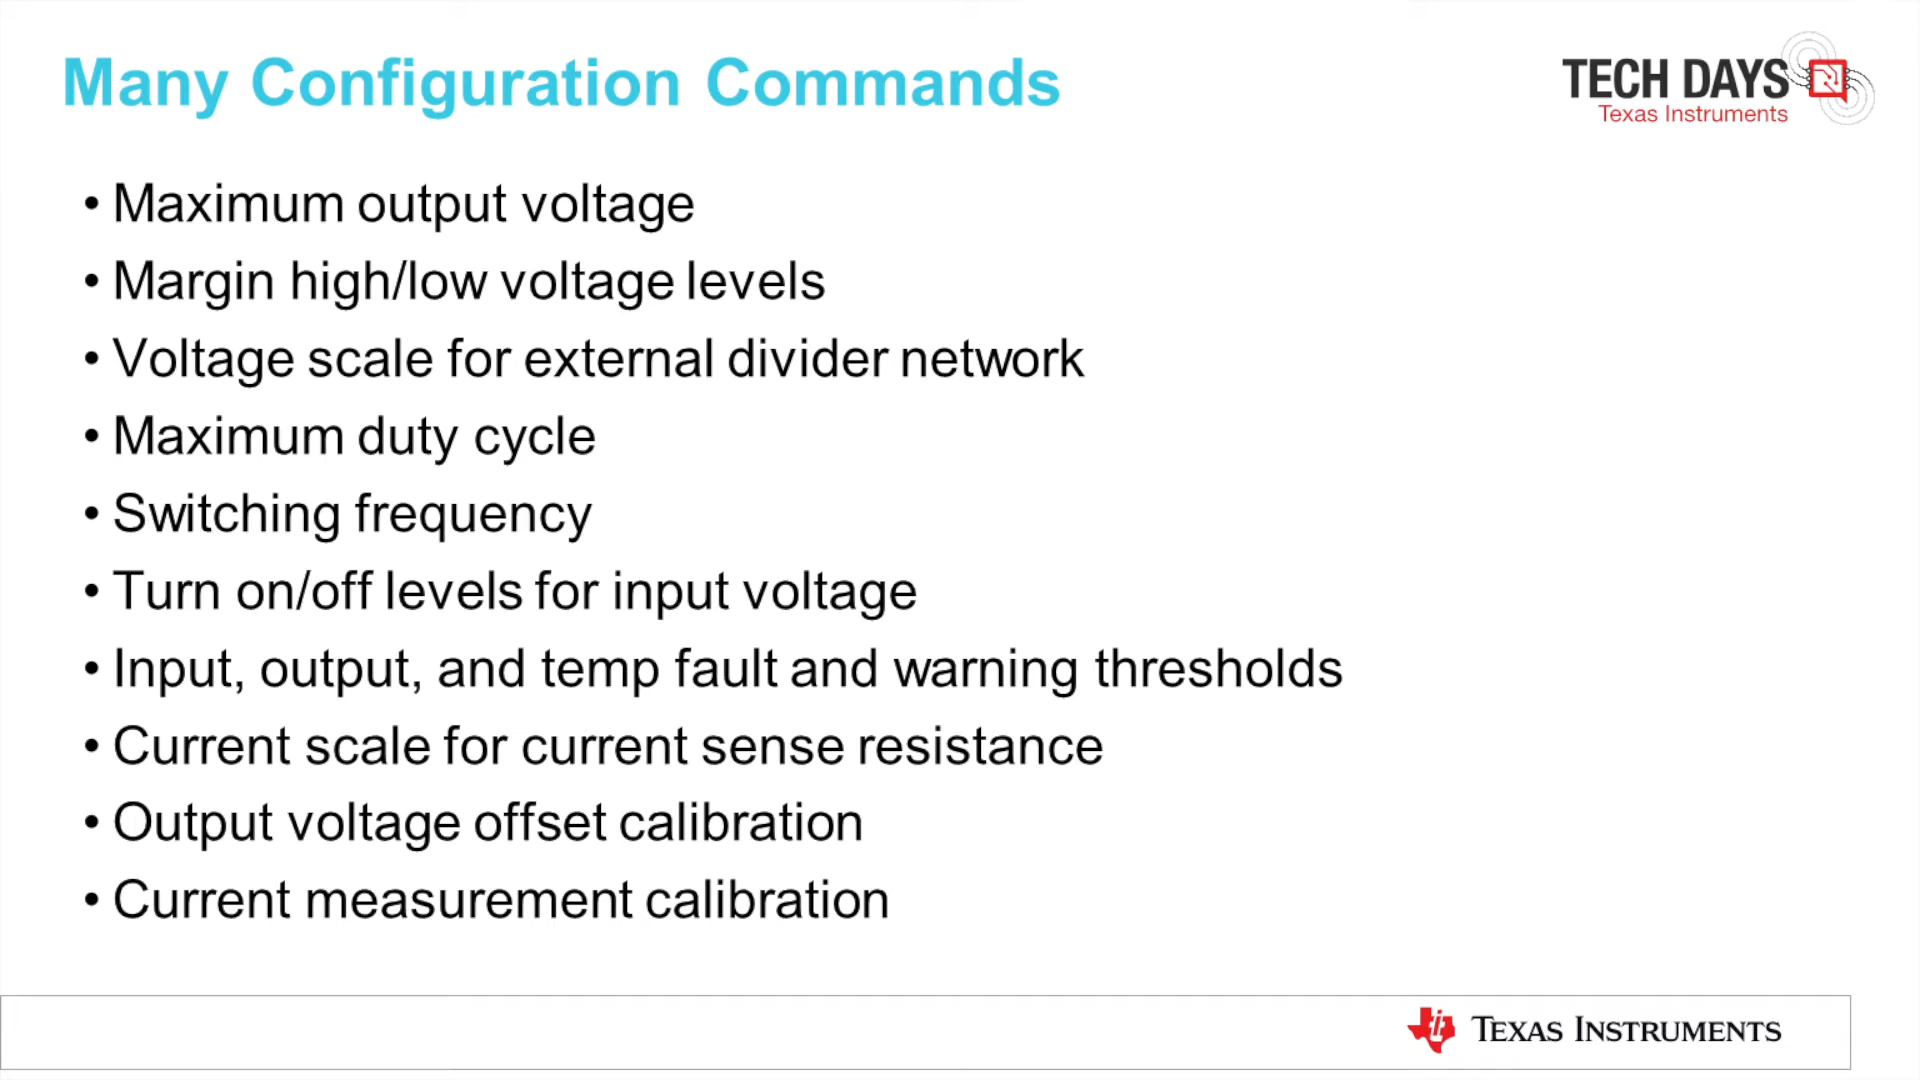 Many Configuration Commands
TECH DAYS
Texas Instruments
• Maximum output voltage
• Margin high/low voltage levels
• Voltage scale for external divider network
• Maximum duty cycle
• Switching frequency
• Turn on/off levels for input voltage
• Input, output, and temp fault and warning thresholds
• Current scale for current sense resistance
• Output voltage offset calibration
• Current measurement calibration
TEXAS INSTRUMENTS